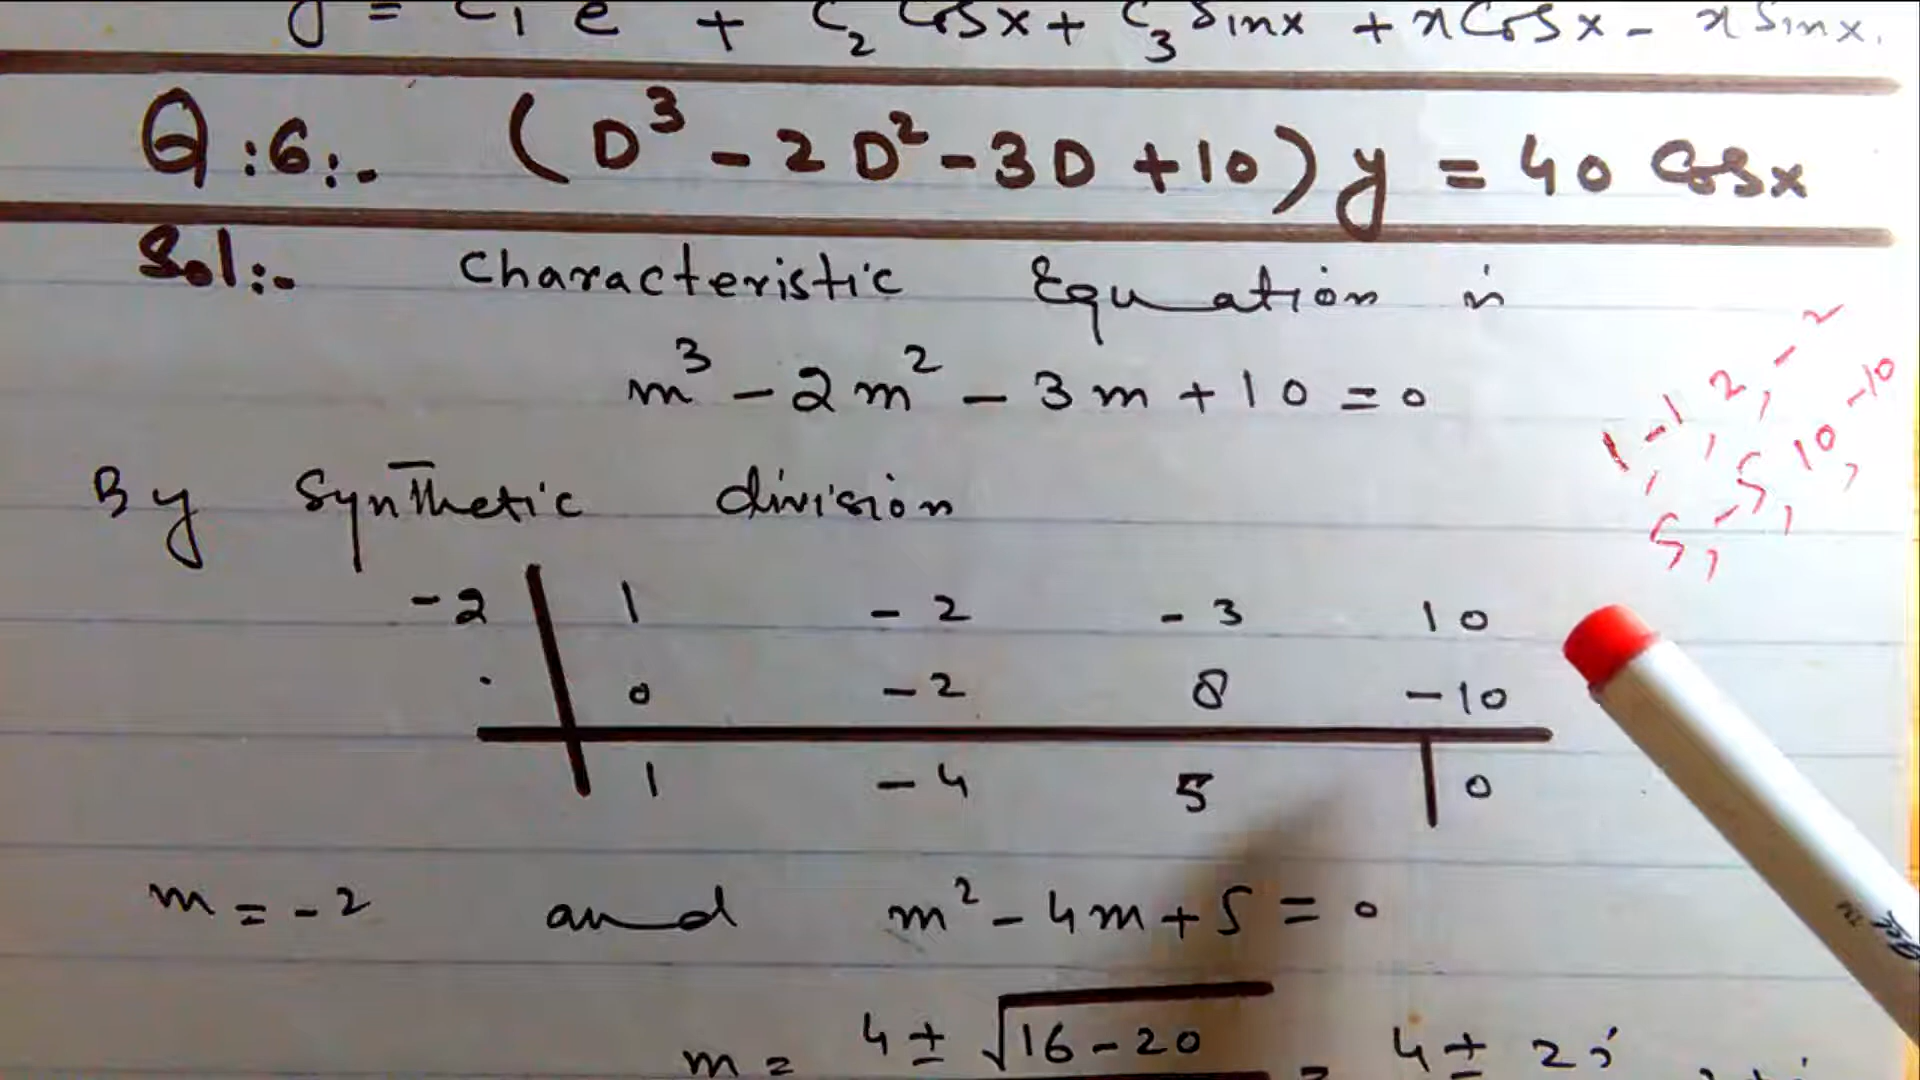 y = C₁ e + C₂ Cosx + C₃ Sinx + xCosx - xSinx.
Q:6:- (D³ - 2D² - 3D + 10) y = 40 Cosx
Sol:- Characteristic Equation is
m³ - 2m² - 3m + 10 = 0
1, -1, 2, -2
5, -5, 10, -10
By Synthetic division
-2 | 1 -2 -3 10
0 -2 8 -10
1 -4 5 | 0
m = -2 and m² - 4m + 5 = 0
m = 4 ± √16-20 = 4 ± 2i